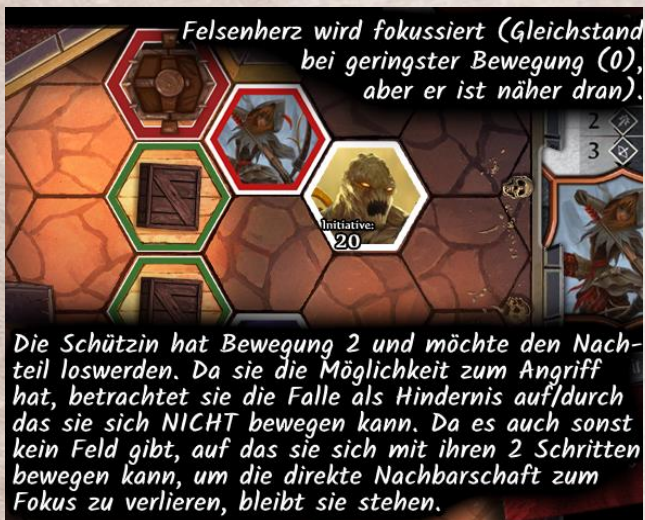 Felsenherz wird fokussiert (Gleichstand
bei geringster Bewegung (0),
aber er ist näher dran).
2
3
Initiative:
20
Die Schützin hat Bewegung 2 und möchte den Nach-
teil loswerden. Da sie die Möglichkeit zum Angriff
hat, betrachtet sie die Falle als Hindernis auf/durch
das sie sich NICHT bewegen kann. Da es auch sonst
kein Feld gibt, auf das sie sich mit ihren 2 Schritten
bewegen kann, um die direkte Nachbarschaft zum
Fokus zu verlieren, bleibt sie stehen.